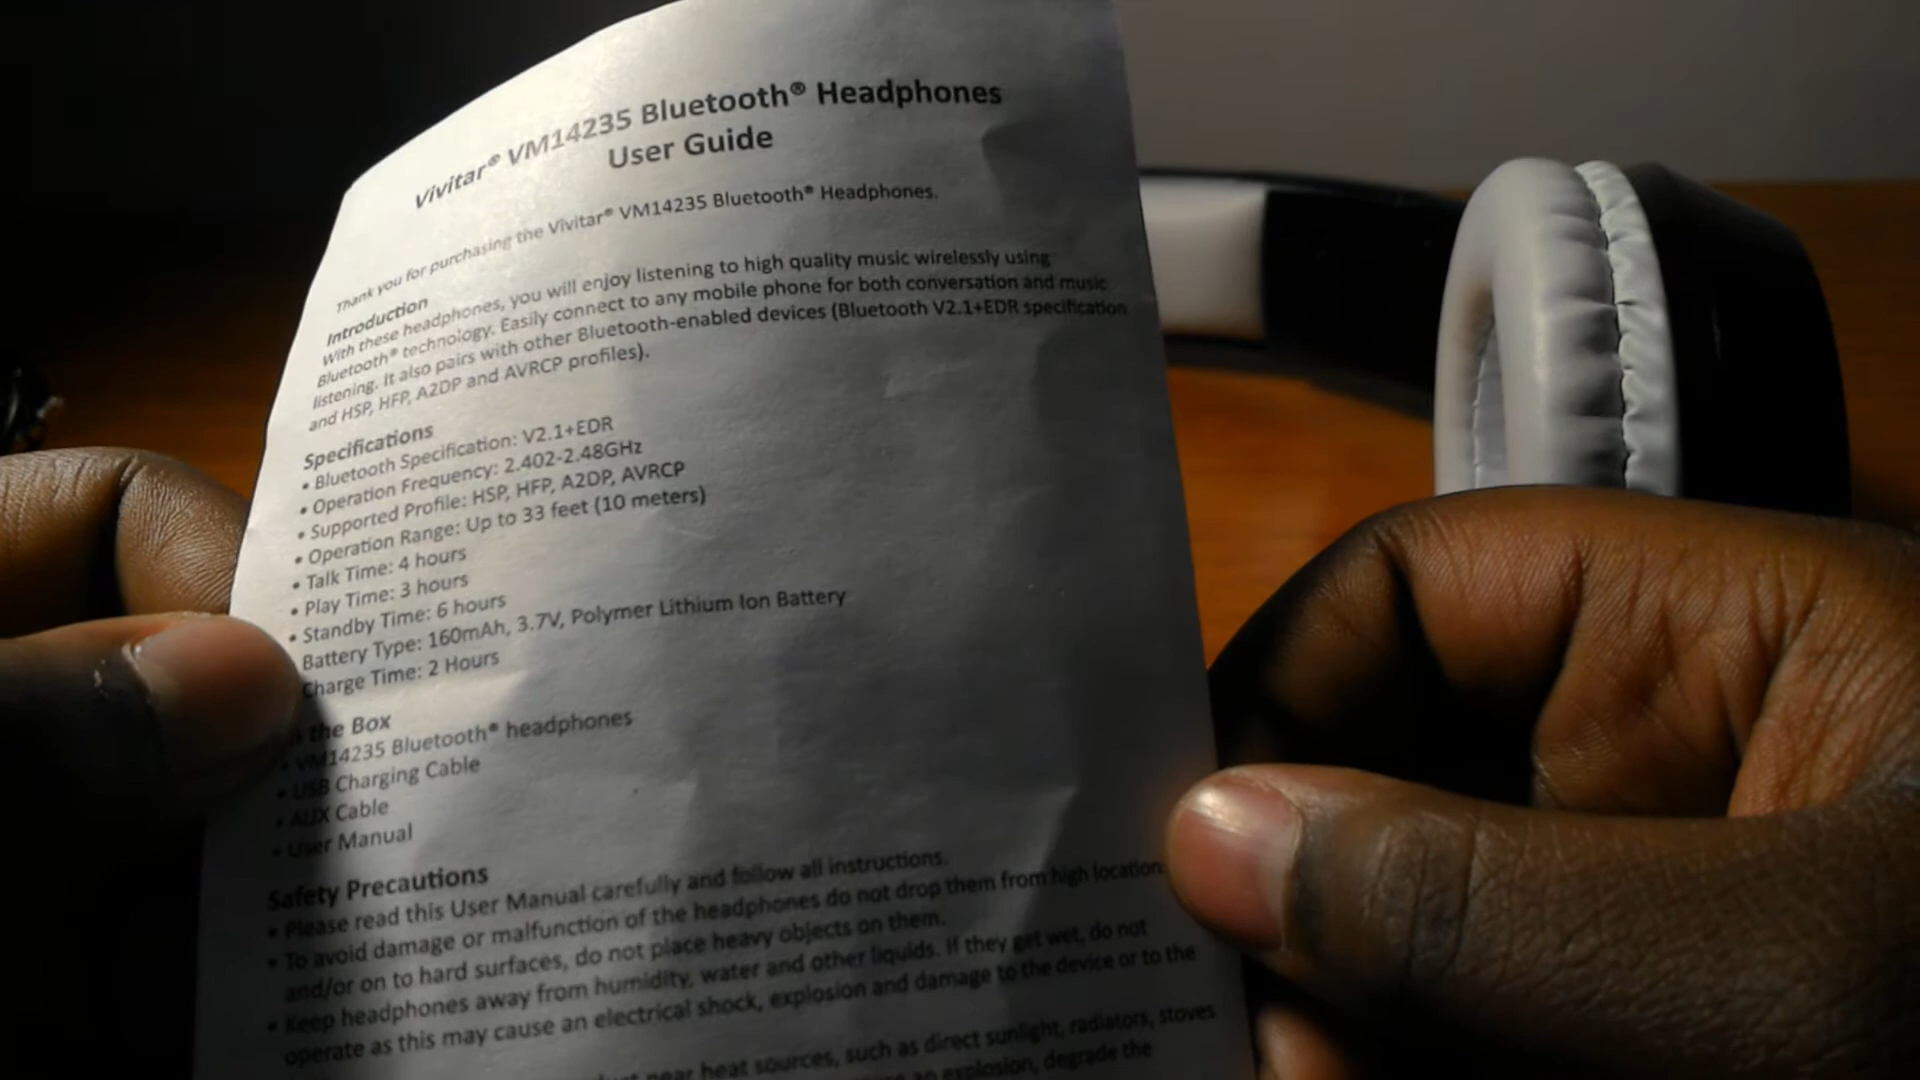 Vivitar® VM14235 Bluetooth® Headphones
User Guide
Thank you for purchasing the Vivitar® VM14235 Bluetooth® Headphones.
Introduction
With these headphones, you will enjoy listening to high quality music wirelessly using
Bluetooth® technology. Easily connect to any mobile phone for both conversation and music
listening. It also pairs with other Bluetooth-enabled devices (Bluetooth V2.1+EDR specification
and HSP, HFP, A2DP and AVRCP profiles).
Specifications
• Bluetooth Specification: V2.1+EDR
• Operation Frequency: 2.402-2.48GHz
• Supported Profile: HSP, HFP, A2DP, AVRCP
• Operation Range: Up to 33 feet (10 meters)
• Talk Time: 4 hours
• Play Time: 3 hours
• Standby Time: 6 hours
Battery Type: 160mAh, 3.7V, Polymer Lithium Ion Battery
Charge Time: 2 Hours
the Box
• VM14235 Bluetooth® headphones
• USB Charging Cable
• AUX Cable
• User Manual
Safety Precautions
• Please read this User Manual carefully and follow all instructions.
• To avoid damage or malfunction of the headphones do not drop them from high location
and/or on to hard surfaces, do not place heavy objects on them.
• Keep headphones away from humidity, water and other liquids. If they get wet, do not
operate as this may cause an electrical shock, explosion and damage to the device or to the
near heat sources, such as direct sunlight, radiators, stoves
an explosion, degrade the